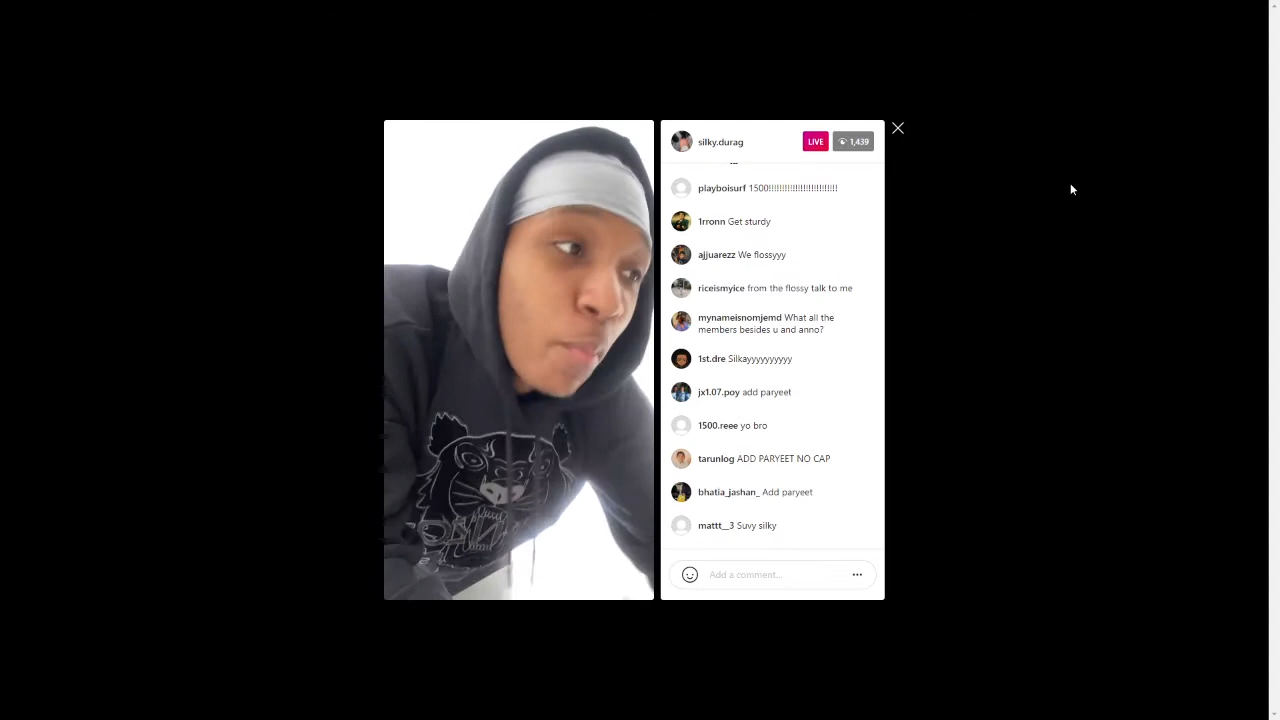 silky.durag LIVE 1,439
playboisurf 1500!!!!!!!!!!!!!!!!!!!!!!!!!!
1rronn Get sturdy
ajjuarezz We flossyyy
riceismyice from the flossy talk to me
mynameisnomjemd What all the
members besides u and anno?
1st.dre Silkayyyyyyyyyy
jx1.07.poy add paryeet
1500.reee yo bro
tarunlog ADD PARYEET NO CAP
bhatia_jashan_ Add paryeet
mattt__3 Suvy silky
Add a comment...